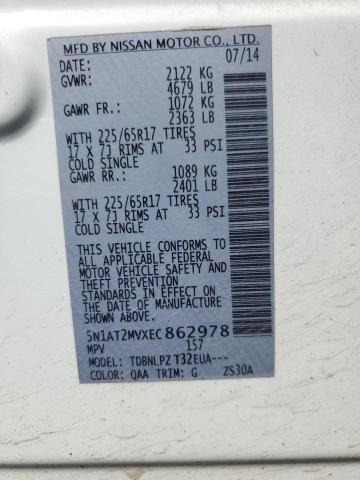 MFD BY NISSAN MOTOR CO., LTD.
DATE: 07/14
GVWR: 2122 KG
4679 LB
GAWR FR.: 1072 KG
2363 LB
WITH 225/65R17 TIRES
17 X 7J RIMS AT 33 PSI
COLD SINGLE
GAWR RR.: 1089 KG
2401 LB
WITH 225/65R17 TIRES
17 X 7J RIMS AT 33 PSI
COLD SINGLE
THIS VEHICLE CONFORMS TO
ALL APPLICABLE FEDERAL
MOTOR VEHICLE SAFETY AND
THEFT PREVENTION
STANDARDS IN EFFECT ON
THE DATE OF MANUFACTURE
SHOWN ABOVE.
5N1AT2MVXEC862978
MPV 157
MODEL: TDBNLPZ T32EUA---
COLOR: QAA TRIM: G ZS30A